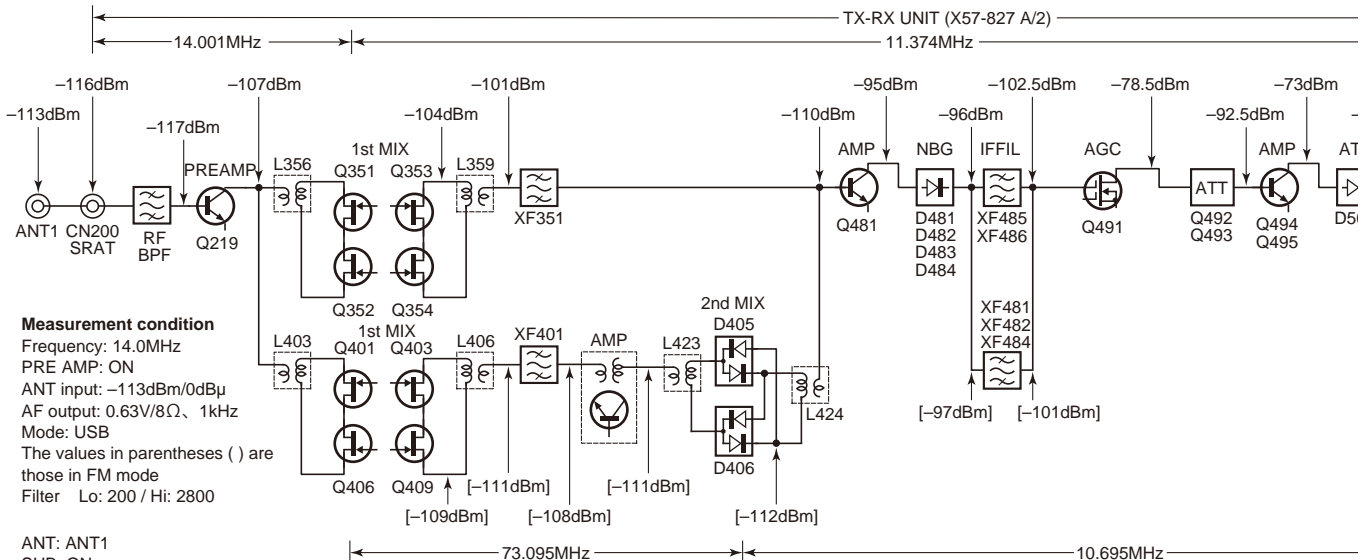 TX-RX UNIT (X57-827 A/2)
14.001MHz
11.374MHz
–113dBm
–116dBm
–117dBm
–107dBm
–104dBm
–101dBm
–110dBm
–95dBm
–96dBm
–102.5dBm
–78.5dBm
–92.5dBm
–73dBm
PREAMP
L356
1st MIX
Q351
Q353
L359
AMP
NBG
IFFIL
AGC
AMP
ANT1
CN200
SRAT
RF
BPF
Q219
XF351
Q481
D481
D482
D483
D484
XF485
XF486
Q491
ATT
Q492
Q493
Q494
Q495
Q352
Q354
Measurement condition
Frequency: 14.0MHz
PRE AMP: ON
ANT input: –113dBm/0dBµ
AF output: 0.63V/8Ω、1kHz
Mode: USB
The values in parentheses ( ) are
those in FM mode
Filter Lo: 200 / Hi: 2800
ANT: ANT1
L403
1st MIX
Q401
Q403
L406
XF401
AMP
L423
2nd MIX
D405
L424
XF481
XF482
XF484
[–97dBm]
[–101dBm]
Q406
Q409
D406
[–111dBm]
[–111dBm]
[–109dBm]
[–108dBm]
[–112dBm]
73.095MHz
10.695MHz